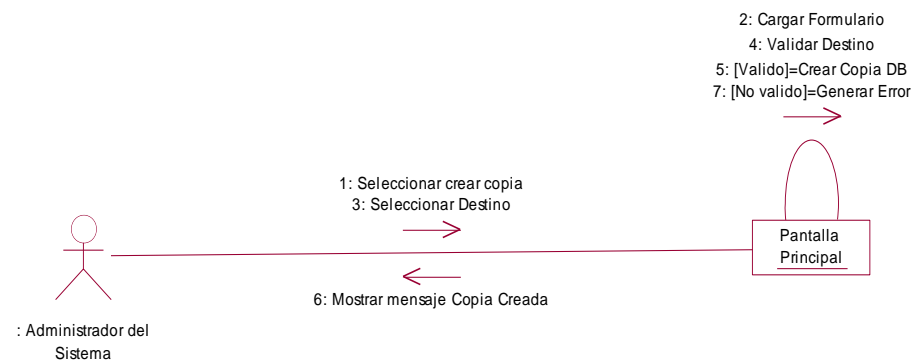 2: Cargar Formulario
4: Validar Destino
5: [Valido]=Crear Copia DB
7: [No valido]=Generar Error
1: Seleccionar crear copia
3: Seleccionar Destino
Pantalla
Principal
6: Mostrar mensaje Copia Creada
: Administrador del
Sistema